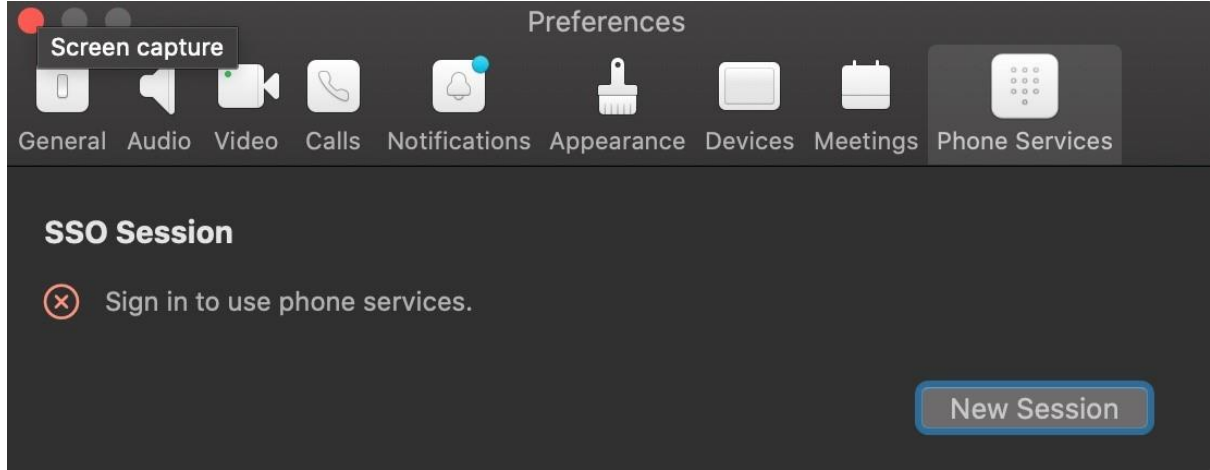 Preferences
Screen capture
General Audio Video Calls Notifications Appearance Devices Meetings Phone Services
SSO Session
Sign in to use phone services.
New Session